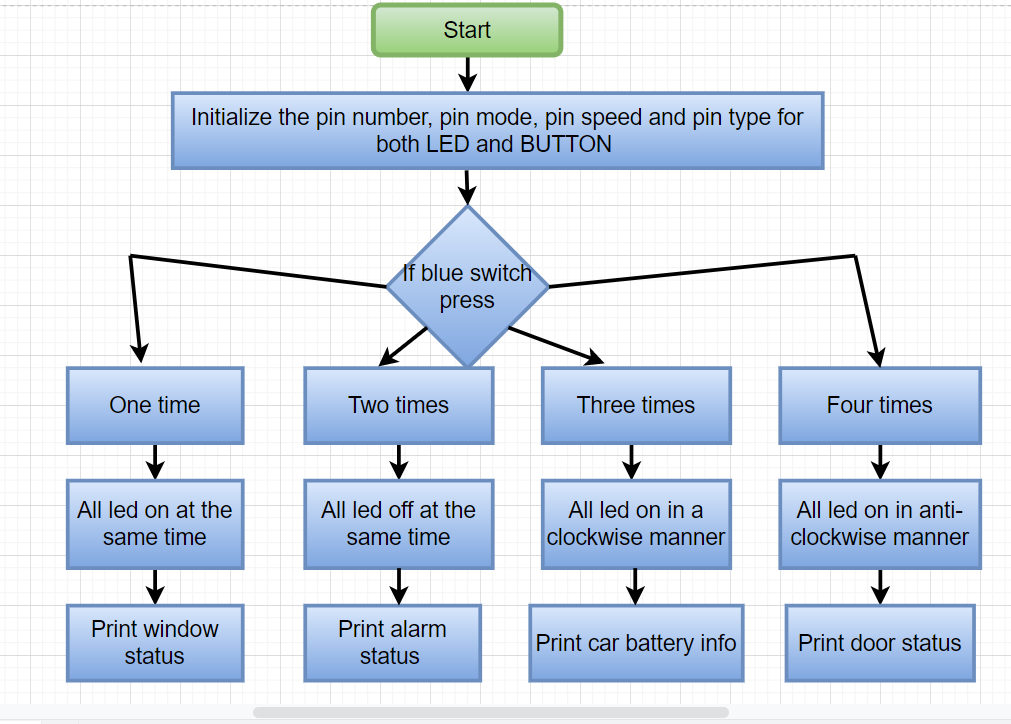 Start
Initialize the pin number, pin mode, pin speed and pin type for
both LED and BUTTON
If blue switch
press
One time
Two times
Three times
Four times
All led on at the
same time
All led off at the
same time
All led on in a
clockwise manner
All led on in anti-
clockwise manner
Print window
status
Print alarm
status
Print car battery info
Print door status